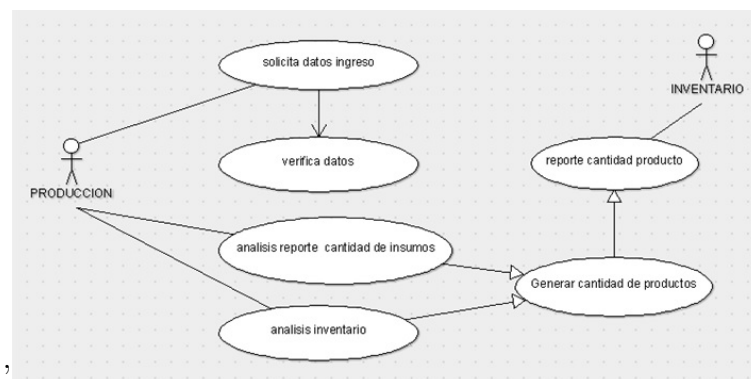 solicita datos ingreso
INVENTARIO
verifica datos
reporte cantidad producto
PRODUCCION
analisis reporte cantidad de insumos
Generar cantidad de productos
analisis inventario
,